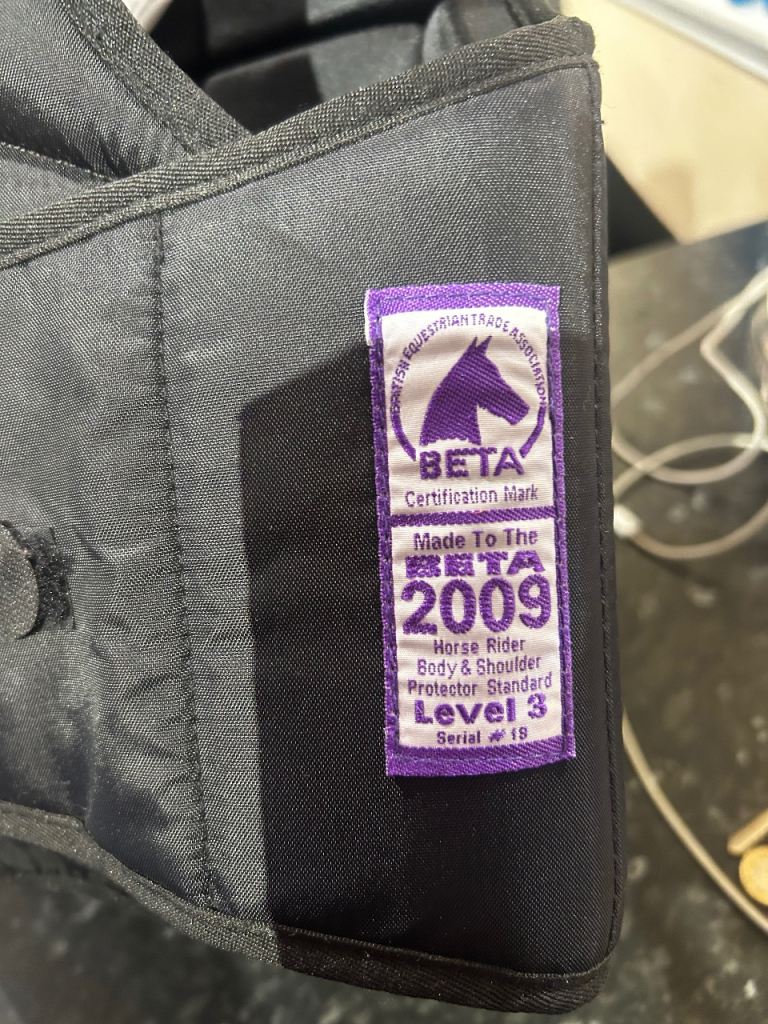 BRITISH EQUESTRIAN TRADE ASSOCIATION
BETA
Certification Mark
Made To The
BETA
2009
Horse Rider
Body & Shoulder
Protector Standard
Level 3
Serial # 18